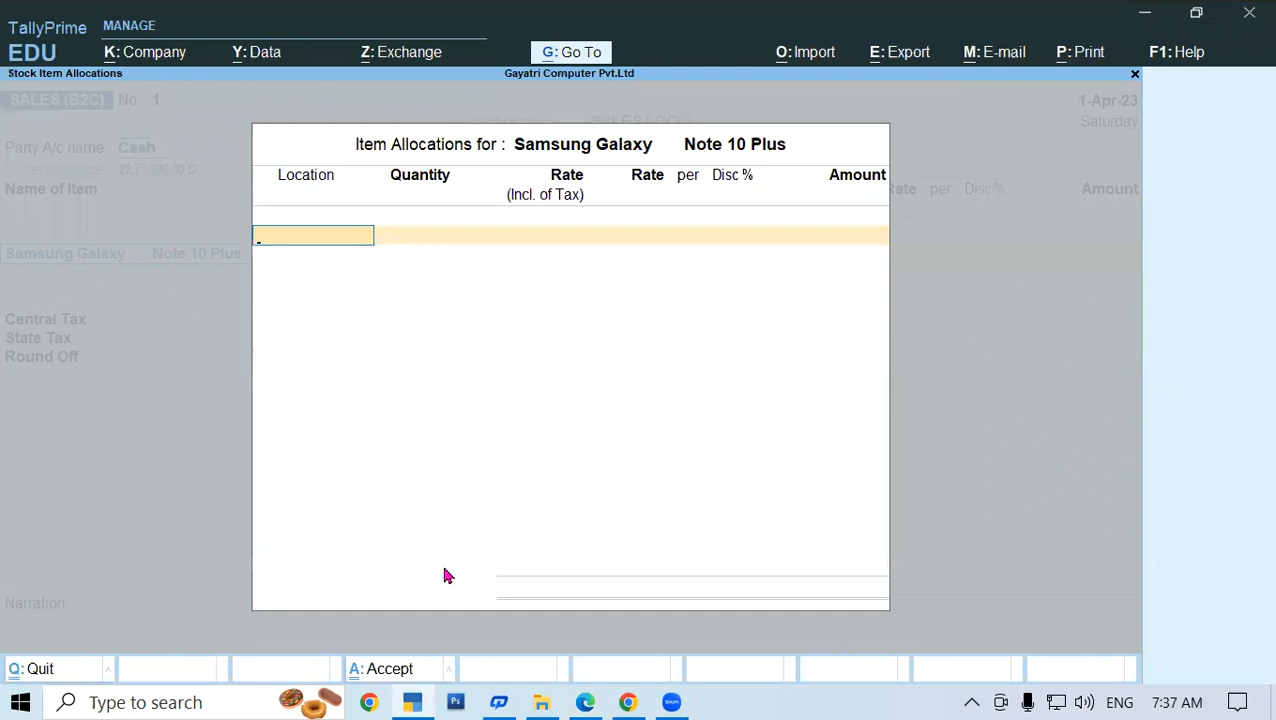 TallyPrime
EDU
MANAGE
K: Company
Y: Data
Z: Exchange
G: Go To
O: Import
E: Export
M: E-mail
P: Print
F1: Help
Stock Item Allocations
Gayatri Computer Pvt.Ltd
SALES (B2C) No. 1
1-Apr-23
Saturday
Party A/c name: Cash
Name of Item
Rate per Disc % Amount
Item Allocations for : Samsung Galaxy Note 10 Plus
Location Quantity Rate Rate per Disc % Amount
(Incl. of Tax)
Samsung Galaxy Note 10 Plus
Central Tax
State Tax
Round Off
Narration:
Q: Quit
A: Accept
Type to search
ENG
7:37 AM